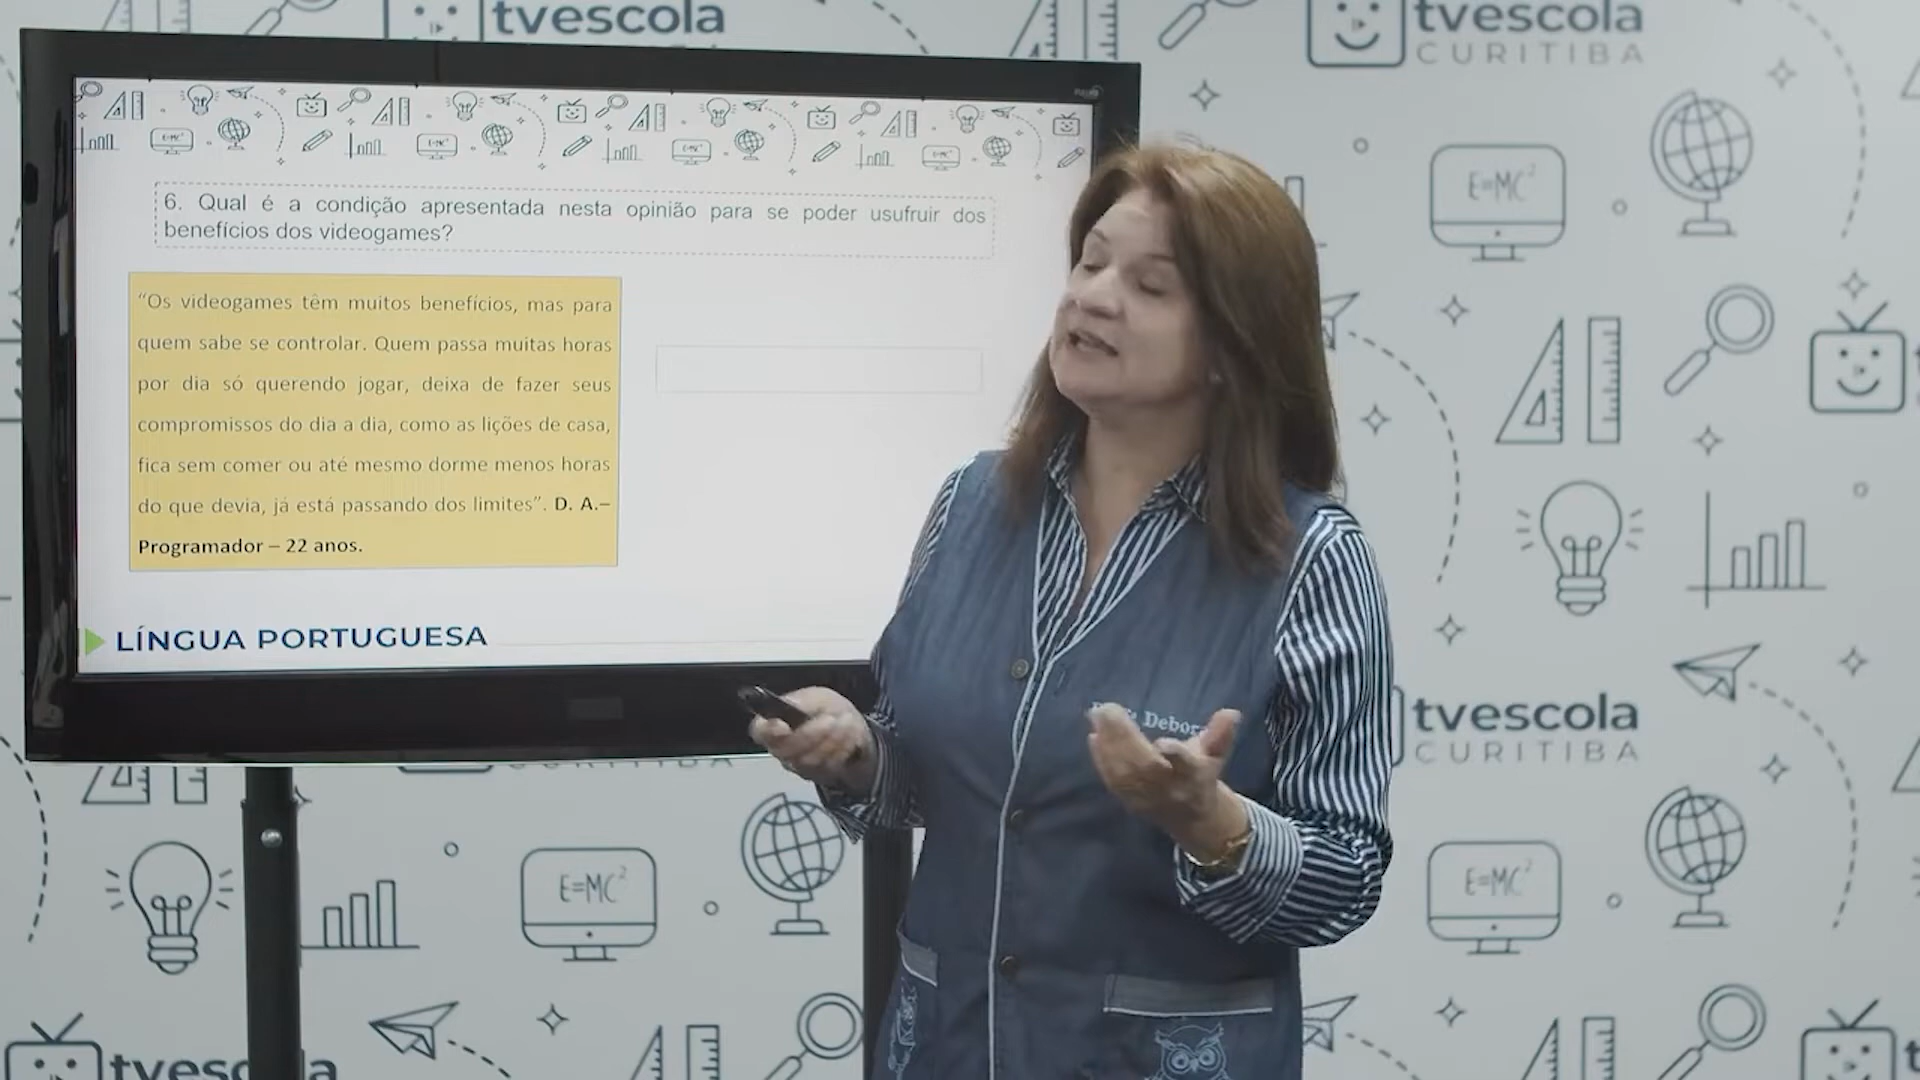 tvescola
tvescola
CURITIBA
6. Qual é a condição apresentada nesta opinião para se poder usufruir dos
benefícios dos videogames?
“Os videogames têm muitos benefícios, mas para
quem sabe se controlar. Quem passa muitas horas
por dia só querendo jogar, deixa de fazer seus
compromissos do dia a dia, como as lições de casa,
fica sem comer ou até mesmo dorme menos horas
do que devia, já está passando dos limites”. D. A.–
Programador – 22 anos.
LÍNGUA PORTUGUESA
E=MC²
Debora
tvescola
CURITIBA
CURITIBA
E=MC²
E=MC²
tvescola